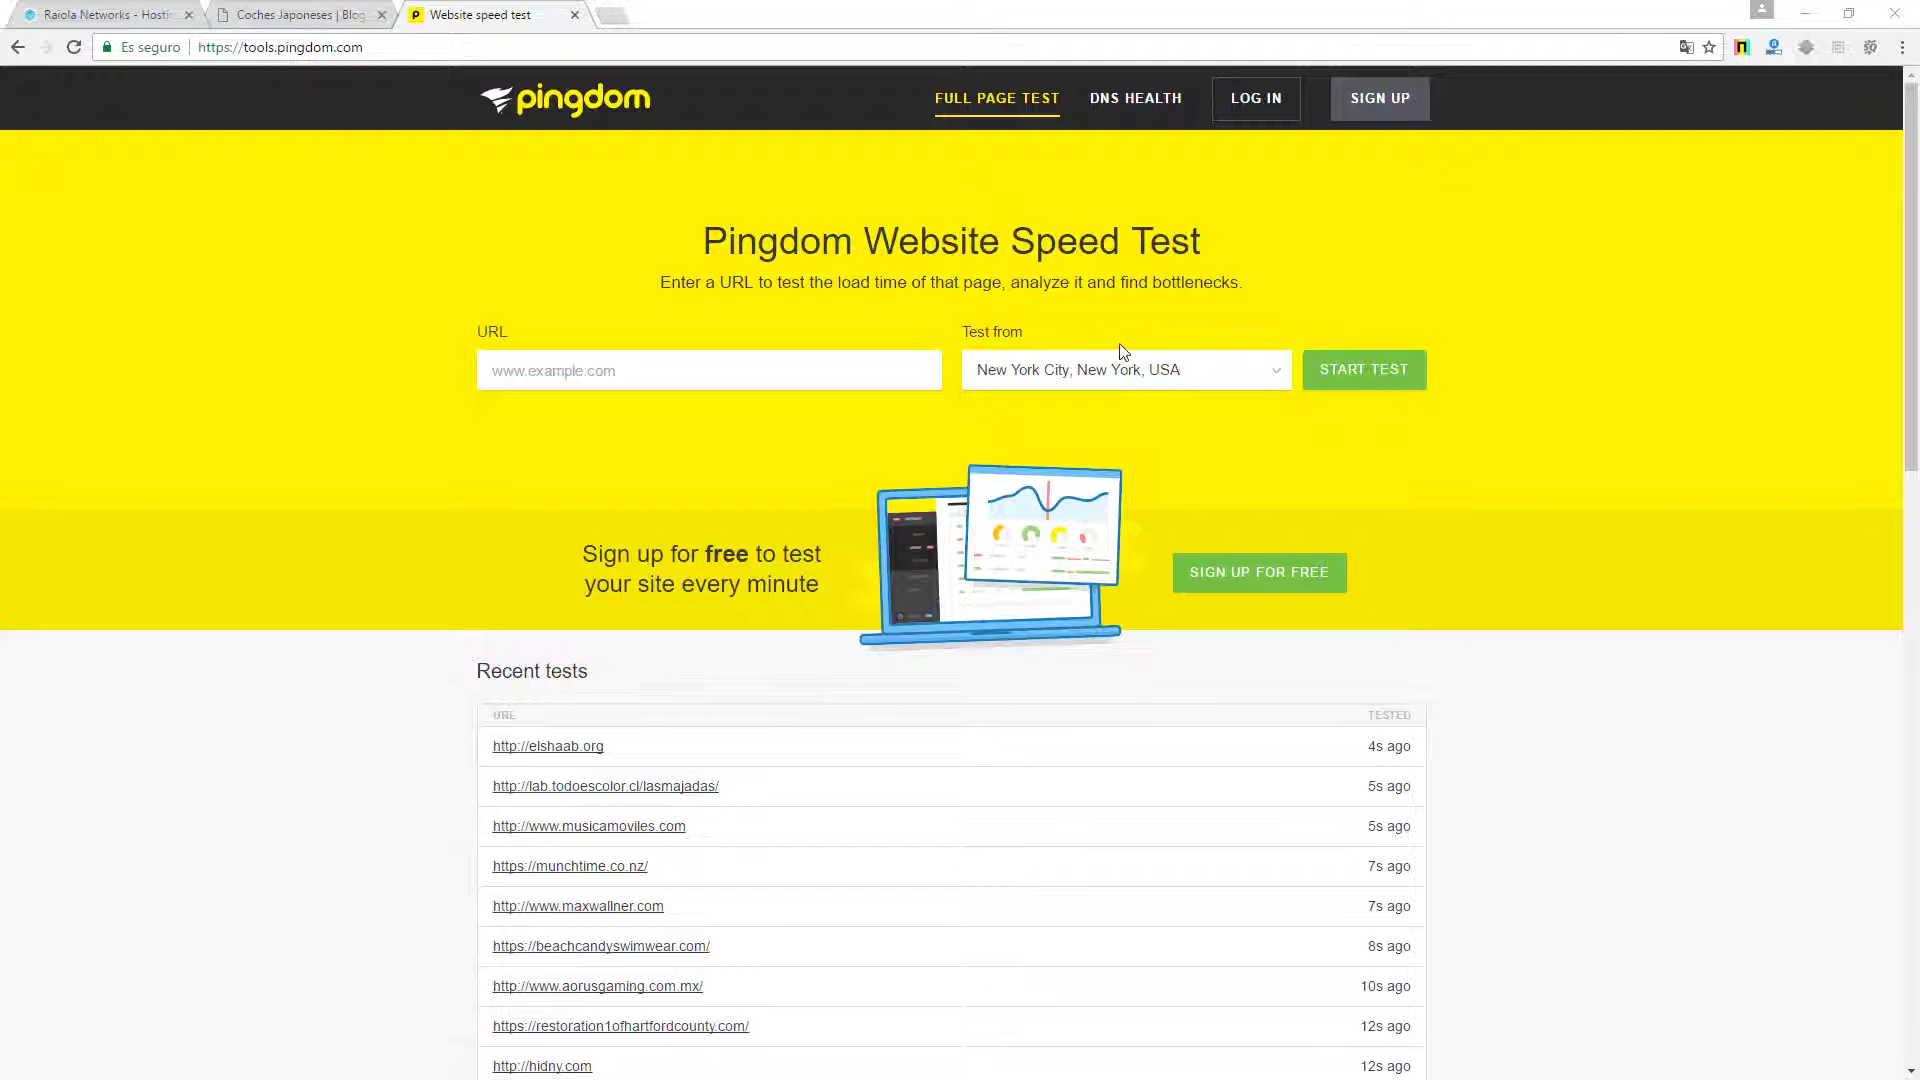 Raiola Networks - Hosti
Coches Japoneses | Blog
Website speed test
Es seguro
https://tools.pingdom.com
pingdom
FULL PAGE TEST
DNS HEALTH
LOG IN
SIGN UP
Pingdom Website Speed Test
Enter a URL to test the load time of that page, analyze it and find bottlenecks.
URL
Test from
www.example.com
New York City, New York, USA
START TEST
Sign up for free to test
your site every minute
SIGN UP FOR FREE
Recent tests
URL
TESTED
http://elshaab.org
4s ago
http://lab.todoescolor.cl/lasmajadas/
5s ago
http://www.musicamoviles.com
5s ago
https://munchtime.co.nz/
7s ago
http://www.maxwallner.com
7s ago
https://beachcandyswimwear.com/
8s ago
http://www.aorusgaming.com.mx/
10s ago
https://restoration1ofhartfordcounty.com/
12s ago
http://hidny.com
12s ago